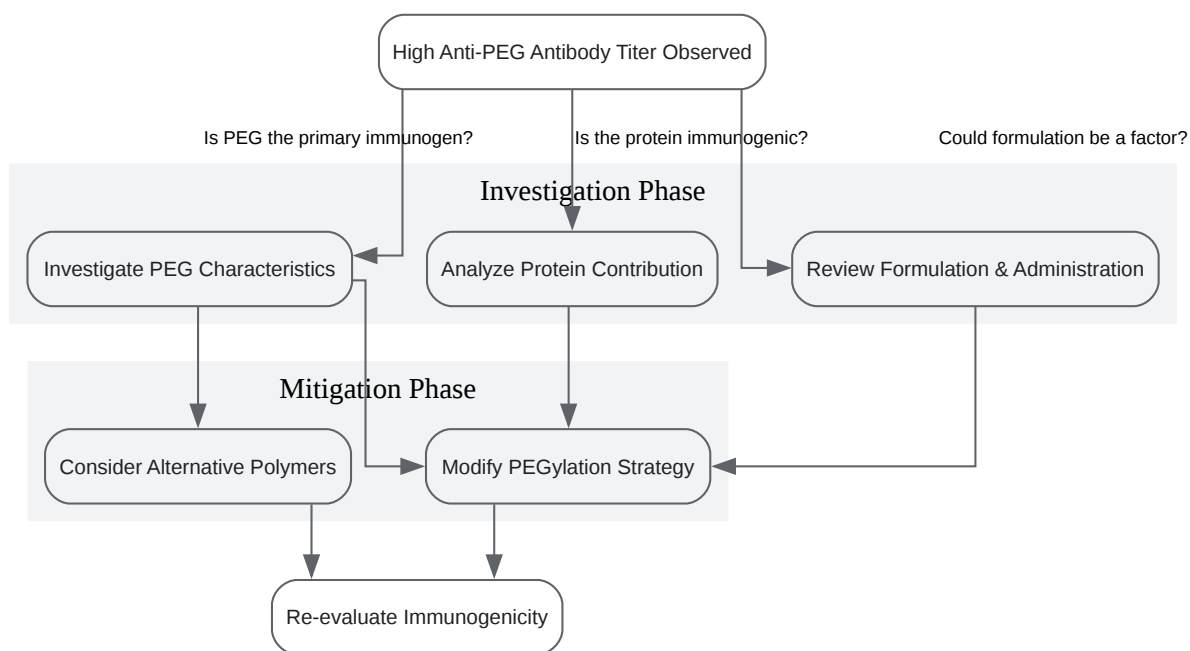 High Anti-PEG Antibody Titer Observed
Is PEG the primary immunogen?
Is the protein immunogenic?
Could formulation be a factor?
Investigation Phase
Investigate PEG Characteristics
Analyze Protein Contribution
Review Formulation & Administration
Mitigation Phase
Consider Alternative Polymers
Modify PEGylation Strategy
Re-evaluate Immunogenicity